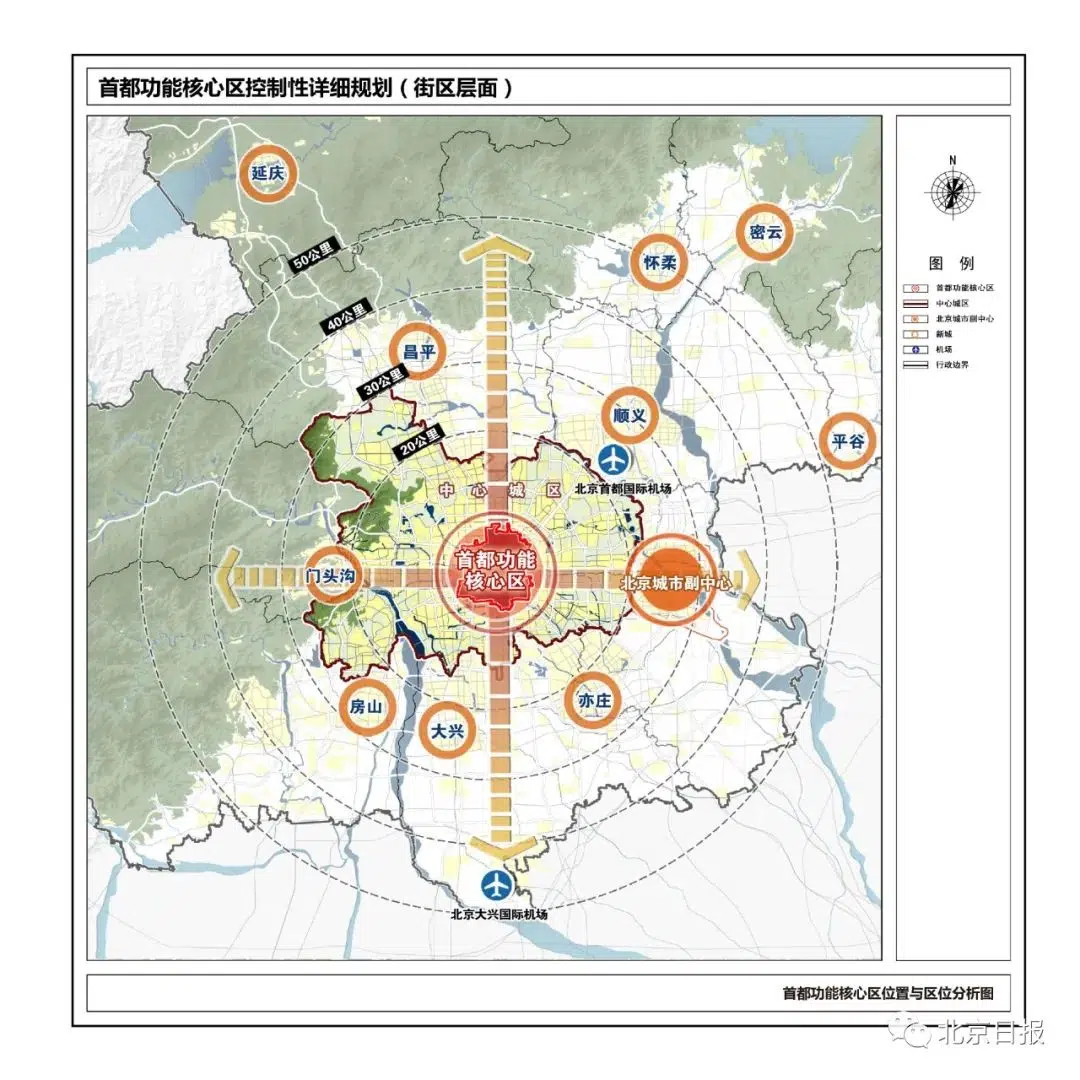 首都功能核心区控制性详细规划(街区层面)
N
延庆
密云
50公里
怀柔
40公里
昌平
30公里
顺义
20公里
平谷
中心城区
北京首都国际机场
首都功能
核心区
门头沟
北京城市副中心
房山
亦庄
大兴
北京大兴国际机场
图 例
首都功能核心区
中心城区
北京城市副中心
新城
机场
行政边界
首都功能核心区位置与区位分析图
北京日报